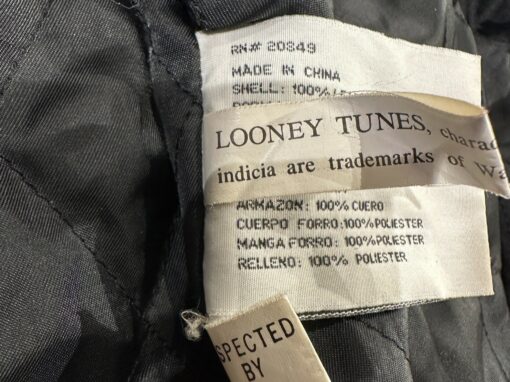 RN# 20849
MADE IN CHINA
SHELL: 100%
LOONEY TUNES,
indicia are trademarks of
ARMAZON: 100% CUERO
CUERPO FORRO:100% POLIESTER
MANGA FORRO: 100% POLIESTER
RELLENO: 100% POLIESTER
SPECTED
BY